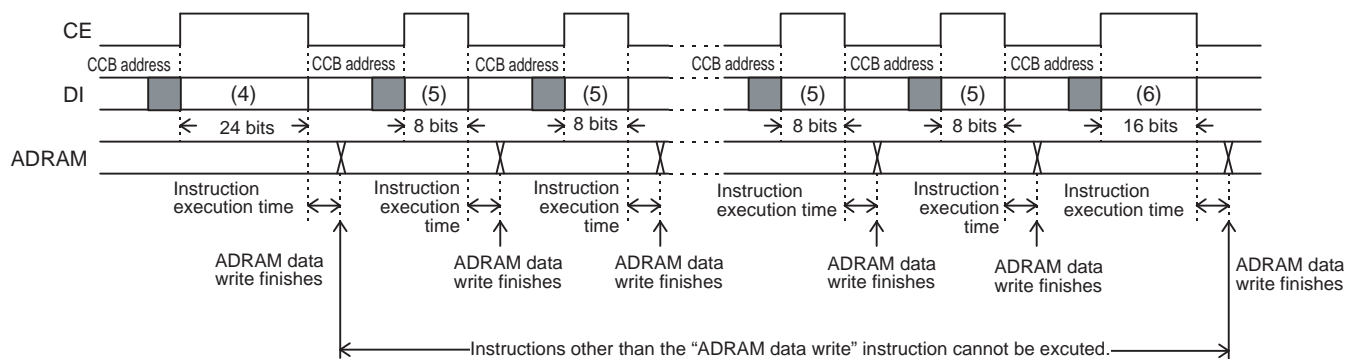 CE
CCB address CCB address CCB address CCB address CCB address CCB address
DI (4) (5) (5) (5) (5) (6)
24 bits 8 bits 8 bits 8 bits 8 bits 16 bits
ADRAM
Instruction execution time
Instruction execution time
Instruction execution time
Instruction execution time
Instruction execution time
Instruction execution time
ADRAM data write finishes
ADRAM data write finishes
ADRAM data write finishes
ADRAM data write finishes
ADRAM data write finishes
ADRAM data write finishes
Instructions other than the “ADRAM data write” instruction cannot be excuted.